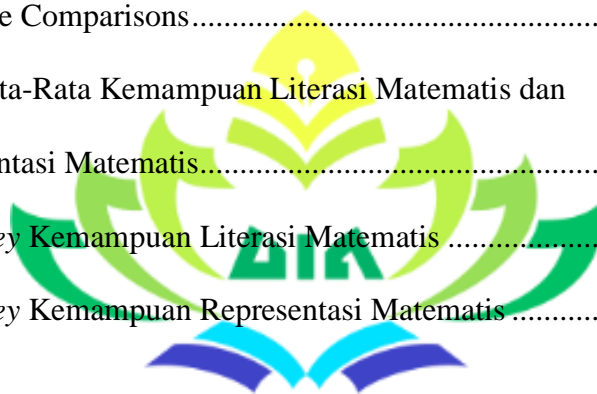 e Comparisons...........................................................................
ta-Rata Kemampuan Literasi Matematis dan
ntasi Matematis.........................................................................
ey Kemampuan Literasi Matematis ..........................
ey Kemampuan Representasi Matematis ...............